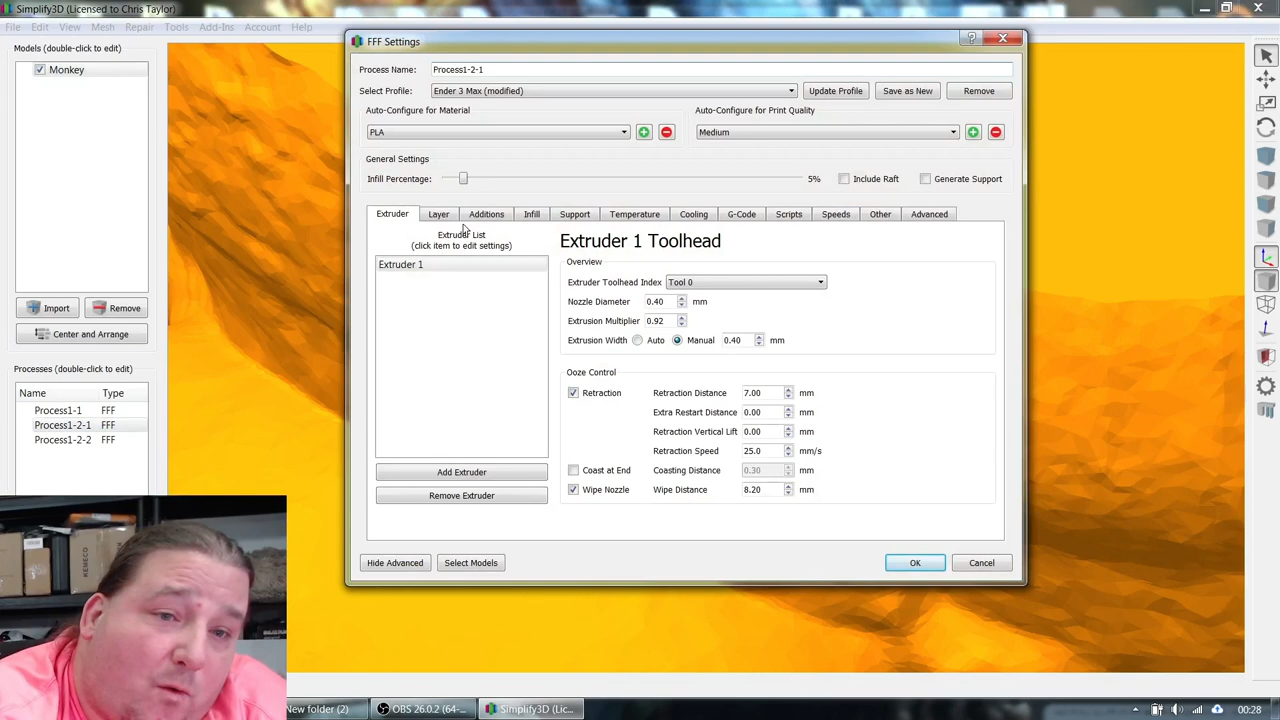 Simplify3D (Licensed to Chris Taylor)
File Edit View Mesh Repair Tools Add-Ins Account Help
Models (double-click to edit)
Monkey
Import Remove
Center and Arrange
Processes (double-click to edit)
Name Type
Process1-1 FFF
Process1-2-1 FFF
Process1-2-2 FFF
FFF Settings
Process Name: Process1-2-1
Select Profile: Ender 3 Max (modified) Update Profile Save as New Remove
Auto-Configure for Material Auto-Configure for Print Quality
PLA Medium
General Settings
Infill Percentage: 5% Include Raft Generate Support
Extruder Layer Additions Infill Support Temperature Cooling G-Code Scripts Speeds Other Advanced
Extruder List
(click item to edit settings)
Extruder 1
Add Extruder
Remove Extruder
Extruder 1 Toolhead
Overview
Extruder Toolhead Index Tool 0
Nozzle Diameter 0.40 mm
Extrusion Multiplier 0.92
Extrusion Width Auto Manual 0.40 mm
Ooze Control
Retraction Retraction Distance 7.00 mm
Extra Restart Distance 0.00 mm
Retraction Vertical Lift 0.00 mm
Retraction Speed 25.0 mm/s
Coast at End Coasting Distance 0.30 mm
Wipe Nozzle Wipe Distance 8.20 mm
Hide Advanced Select Models OK Cancel
KEMECO
New folder (2) OBS 26.0.2 (64-... Simplify3D (Lic... 00:28